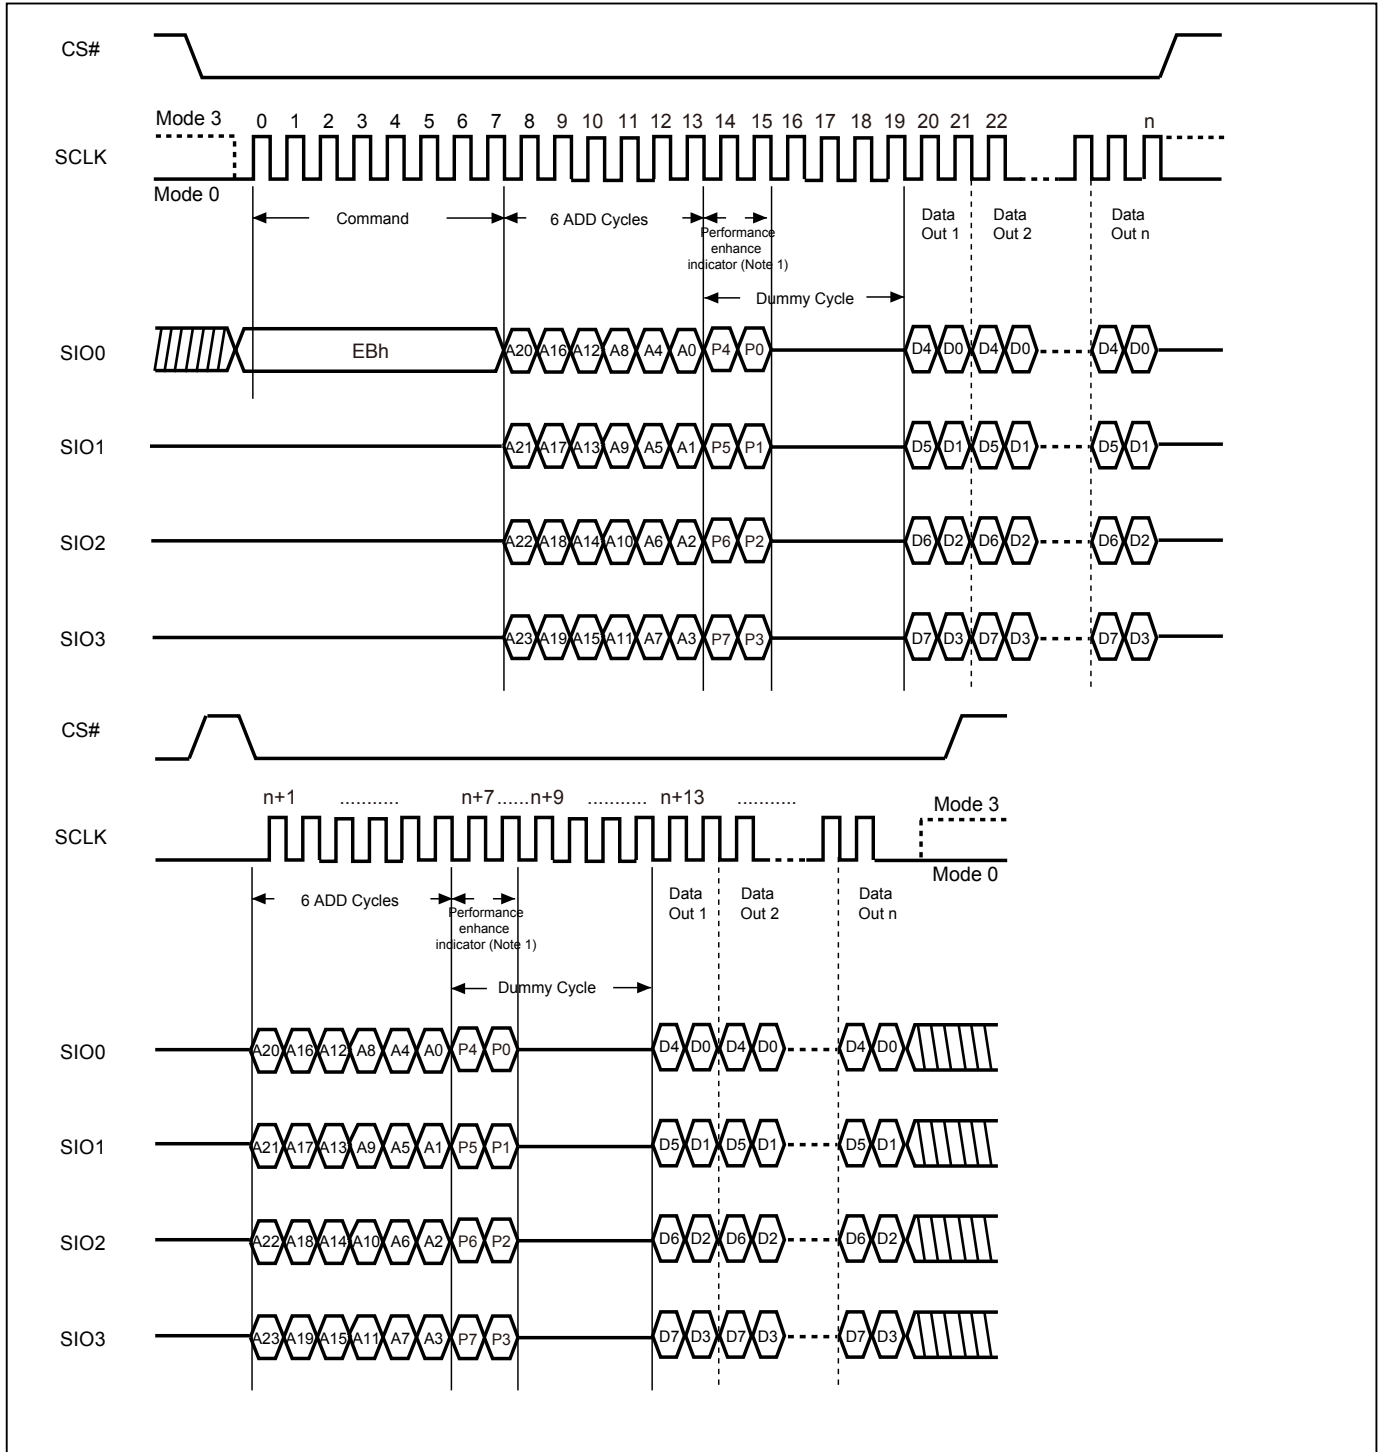 CS#
Mode 3
0 1 2 3 4 5 6 7 8 9 10 11 12 13 14 15 16 17 18 19 20 21 22 n
SCLK
Mode 0
Command
6 ADD Cycles
Performance
enhance
indicator (Note 1)
Data
Out 1
Data
Out 2
Data
Out n
Dummy Cycle
SIO0 EBh A20 A16 A12 A8 A4 A0 P4 P0 D4 D0 D4 D0 D4 D0
SIO1 A21 A17 A13 A9 A5 A1 P5 P1 D5 D1 D5 D1 D5 D1
SIO2 A22 A18 A14 A10 A6 A2 P6 P2 D6 D2 D6 D2 D6 D2
SIO3 A23 A19 A15 A11 A7 A3 P7 P3 D7 D3 D7 D3 D7 D3
CS#
n+1 ........... n+7 ...... n+9 ........... n+13 ...........
Mode 3
SCLK
Mode 0
6 ADD Cycles
Performance
enhance
indicator (Note 1)
Data
Out 1
Data
Out 2
Data
Out n
Dummy Cycle
SIO0 A20 A16 A12 A8 A4 A0 P4 P0 D4 D0 D4 D0 D4 D0
SIO1 A21 A17 A13 A9 A5 A1 P5 P1 D5 D1 D5 D1 D5 D1
SIO2 A22 A18 A14 A10 A6 A2 P6 P2 D6 D2 D6 D2 D6 D2
SIO3 A23 A19 A15 A11 A7 A3 P7 P3 D7 D3 D7 D3 D7 D3